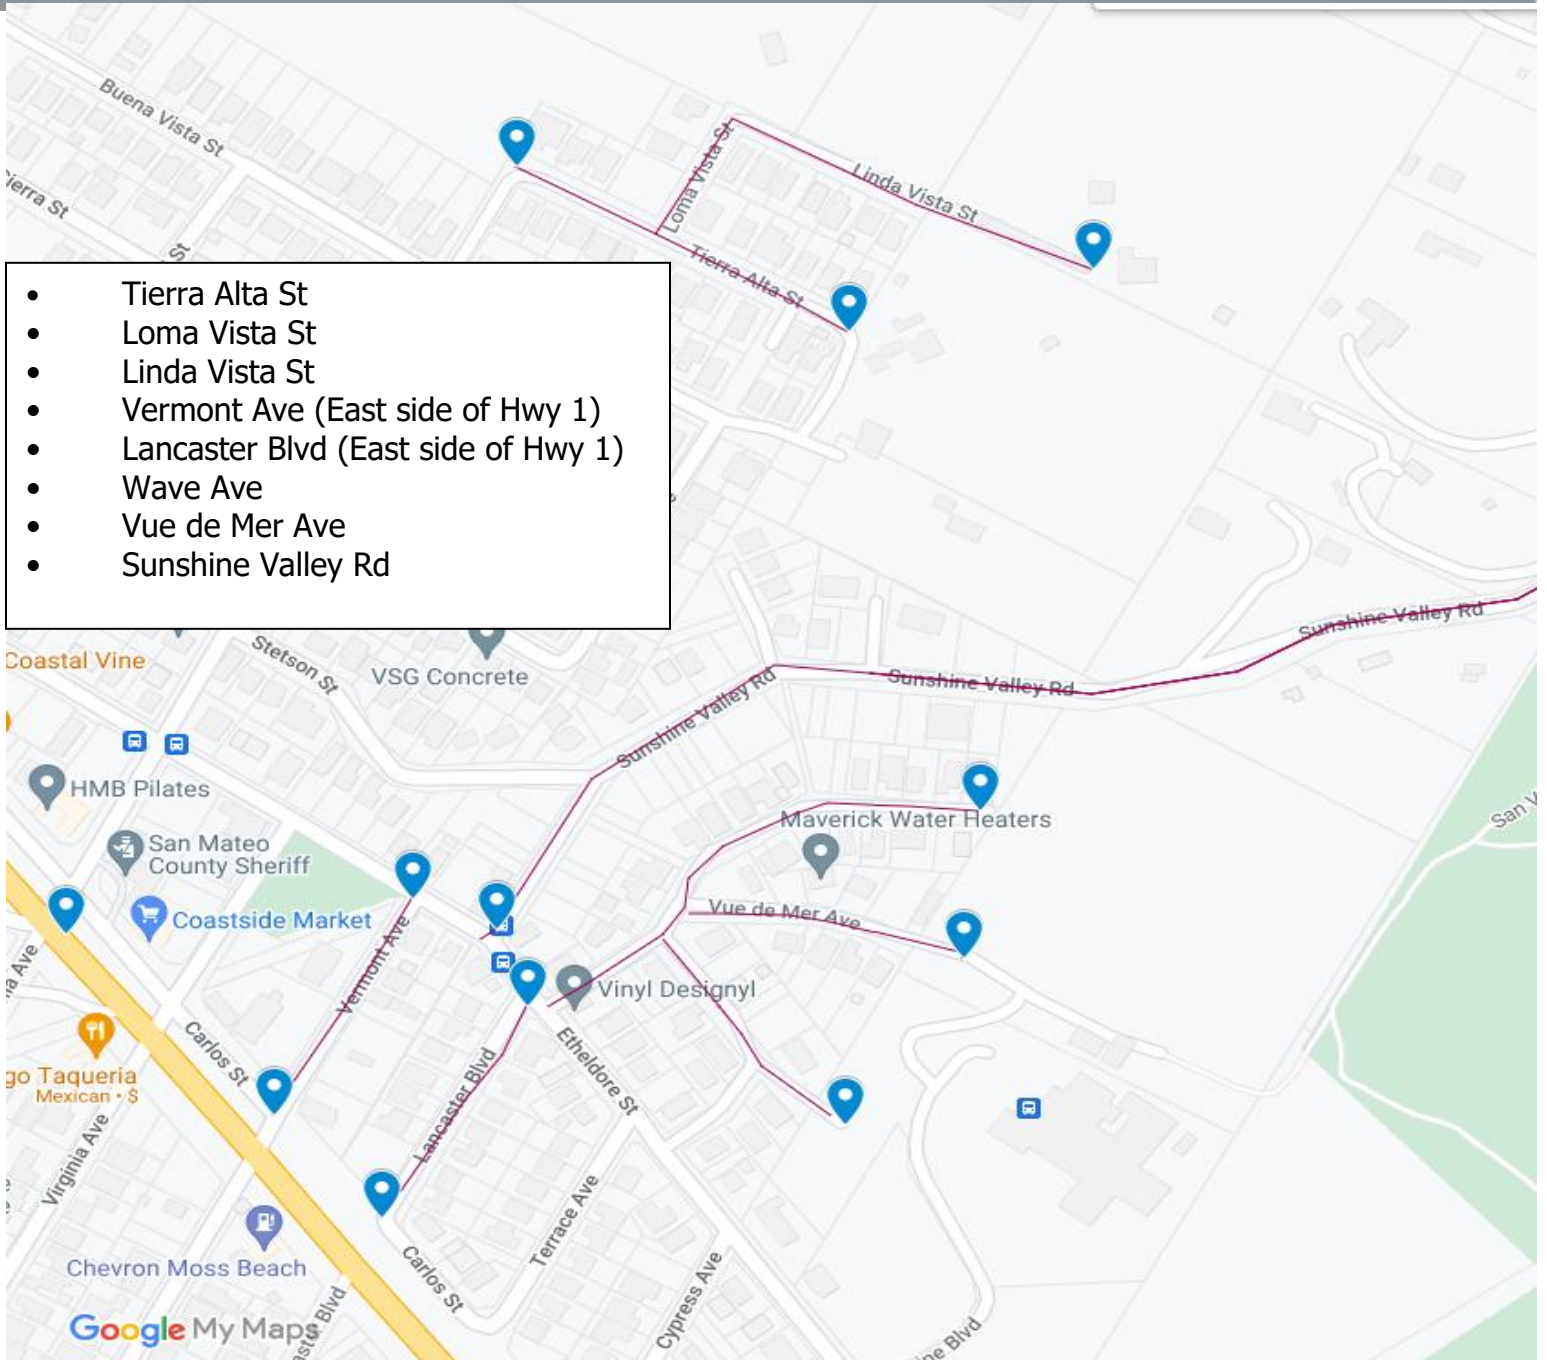 Buena Vista St
Sierra St
St
Loma Vista St
Linda Vista St
Tierra Alta St
• Tierra Alta St
• Loma Vista St
• Linda Vista St
• Vermont Ave (East side of Hwy 1)
• Lancaster Blvd (East side of Hwy 1)
• Wave Ave
• Vue de Mer Ave
• Sunshine Valley Rd
Sunshine Valley Rd
Coastal Vine
Stetson St
VSG Concrete
Sunshine Valley Rd
Sunshine Valley Rd
HMB Pilates
San Mateo
County Sheriff
Maverick Water Heaters
San V
Coastside Market
Vermont Ave
Vue de Mer Ave
Vinyl Designyl
Carlos St
Etheldore St
go Taqueria
Mexican • $
Lancaster Blvd
Virginia Ave
Terrace Ave
Chevron Moss Beach
Carlos St
Cypress Ave
Google My Maps
ne Blvd